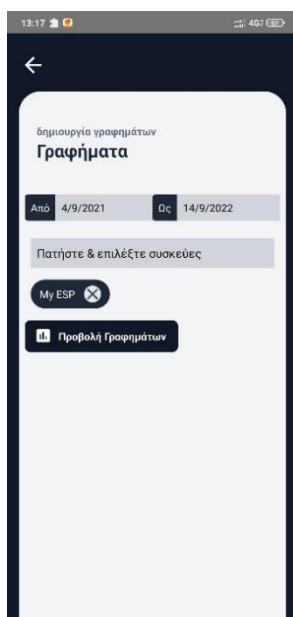 13:17 4G
δημιουργία γραφημάτων
Γραφήματα
Από 4/9/2021 Ως 14/9/2022
Πατήστε & επιλέξτε συσκεύες
My ESP
Προβολή Γραφημάτων